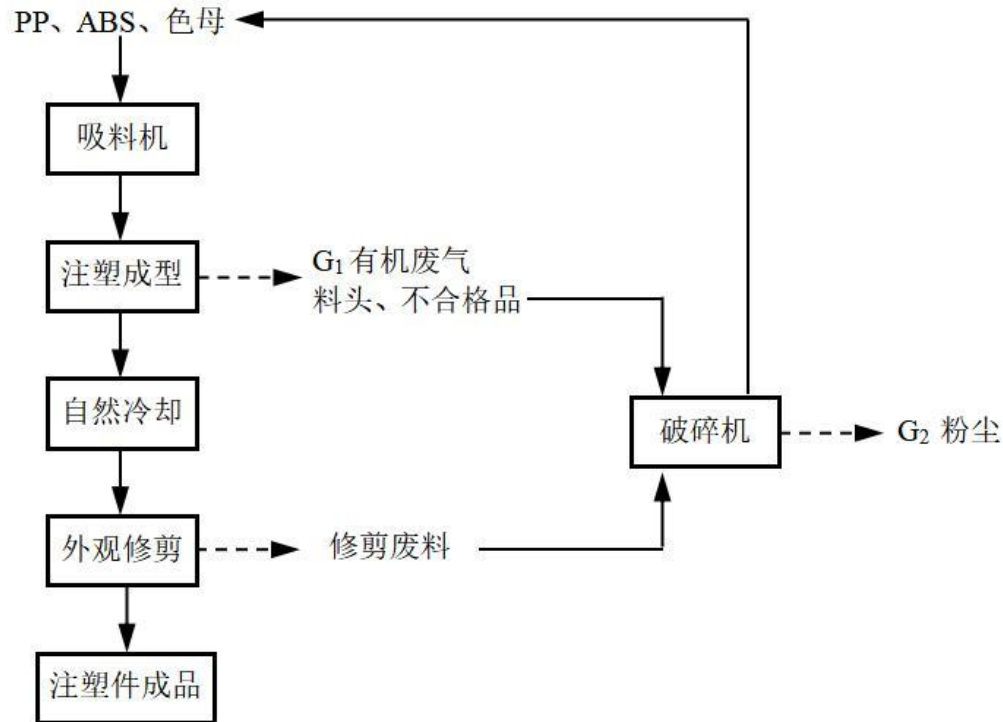 PP、ABS、色母
吸料机
注塑成型
G₁ 有机废气
料头、不合格品
自然冷却
破碎机
G₂ 粉尘
外观修剪
修剪废料
注塑件成品